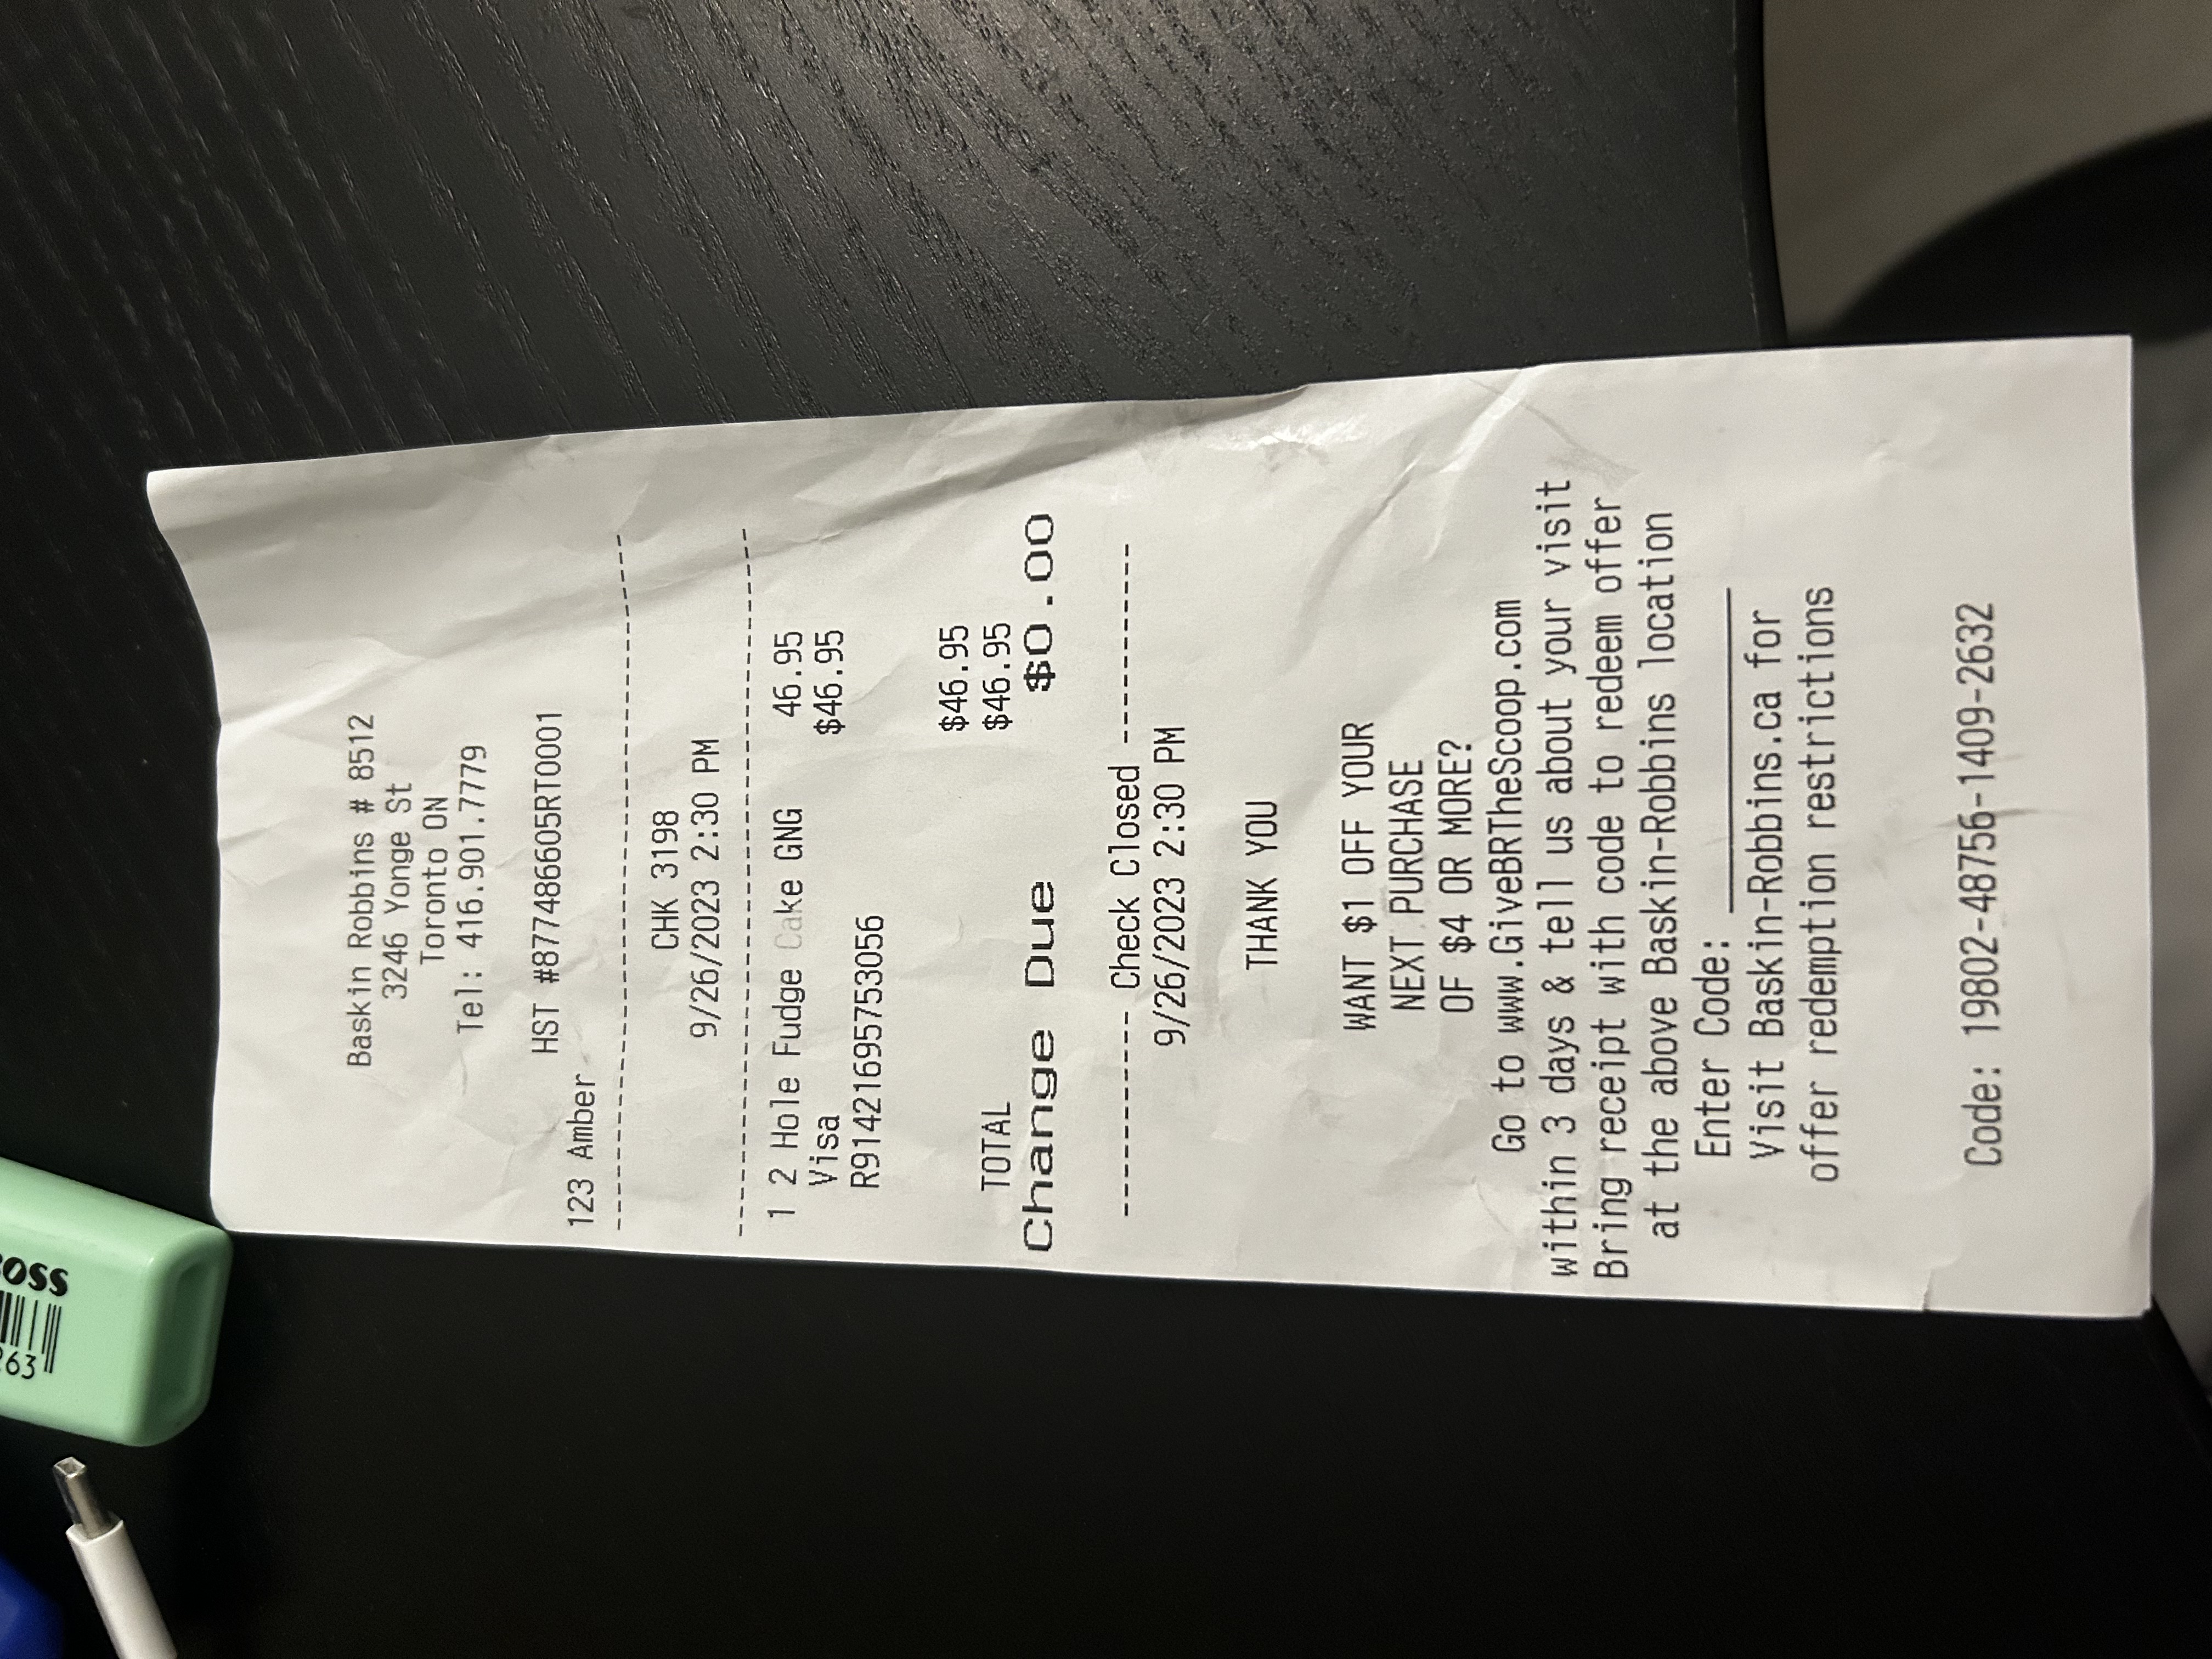 OSS
263
Baskin Robbins # 8512
3246 Yonge St
Toronto ON
Tel: 416.901.7779
HST #877486605RT0001
123 Amber
----------------------------------------
CHK 3198
9/26/2023 2:30 PM
----------------------------------------
1 2 Hole Fudge Cake GNG 46.95
Visa $46.95
R91421695753056
$46.95
TOTAL $46.95
Change Due $0.00
----------- Check Closed -----------
9/26/2023 2:30 PM
THANK YOU
WANT $1 OFF YOUR
NEXT PURCHASE
OF $4 OR MORE?
Go to www.GiveBRTheScoop.com
within 3 days & tell us about your visit
Bring receipt with code to redeem offer
at the above Baskin-Robbins location
Enter Code: ________________
Visit Baskin-Robbins.ca for
offer redemption restrictions
Code: 19802-48756-1409-2632